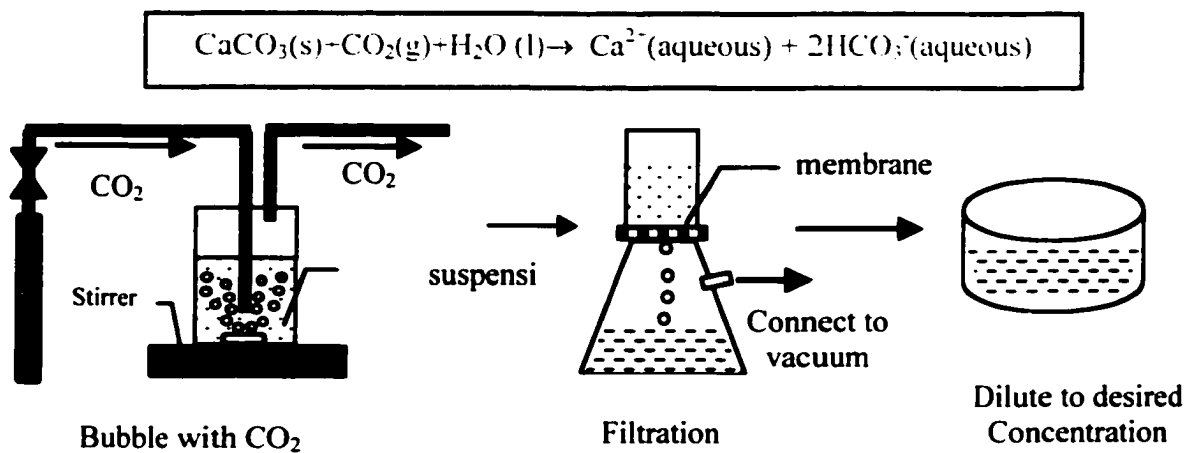 CaCO₃(s)+CO₂(g)+H₂O (l)→ Ca²⁺(aqueous) + 2HCO₃⁻(aqueous)
CO₂
CO₂
membrane
suspensi
Stirrer
Connect to
vacuum
Bubble with CO₂
Filtration
Dilute to desired
Concentration